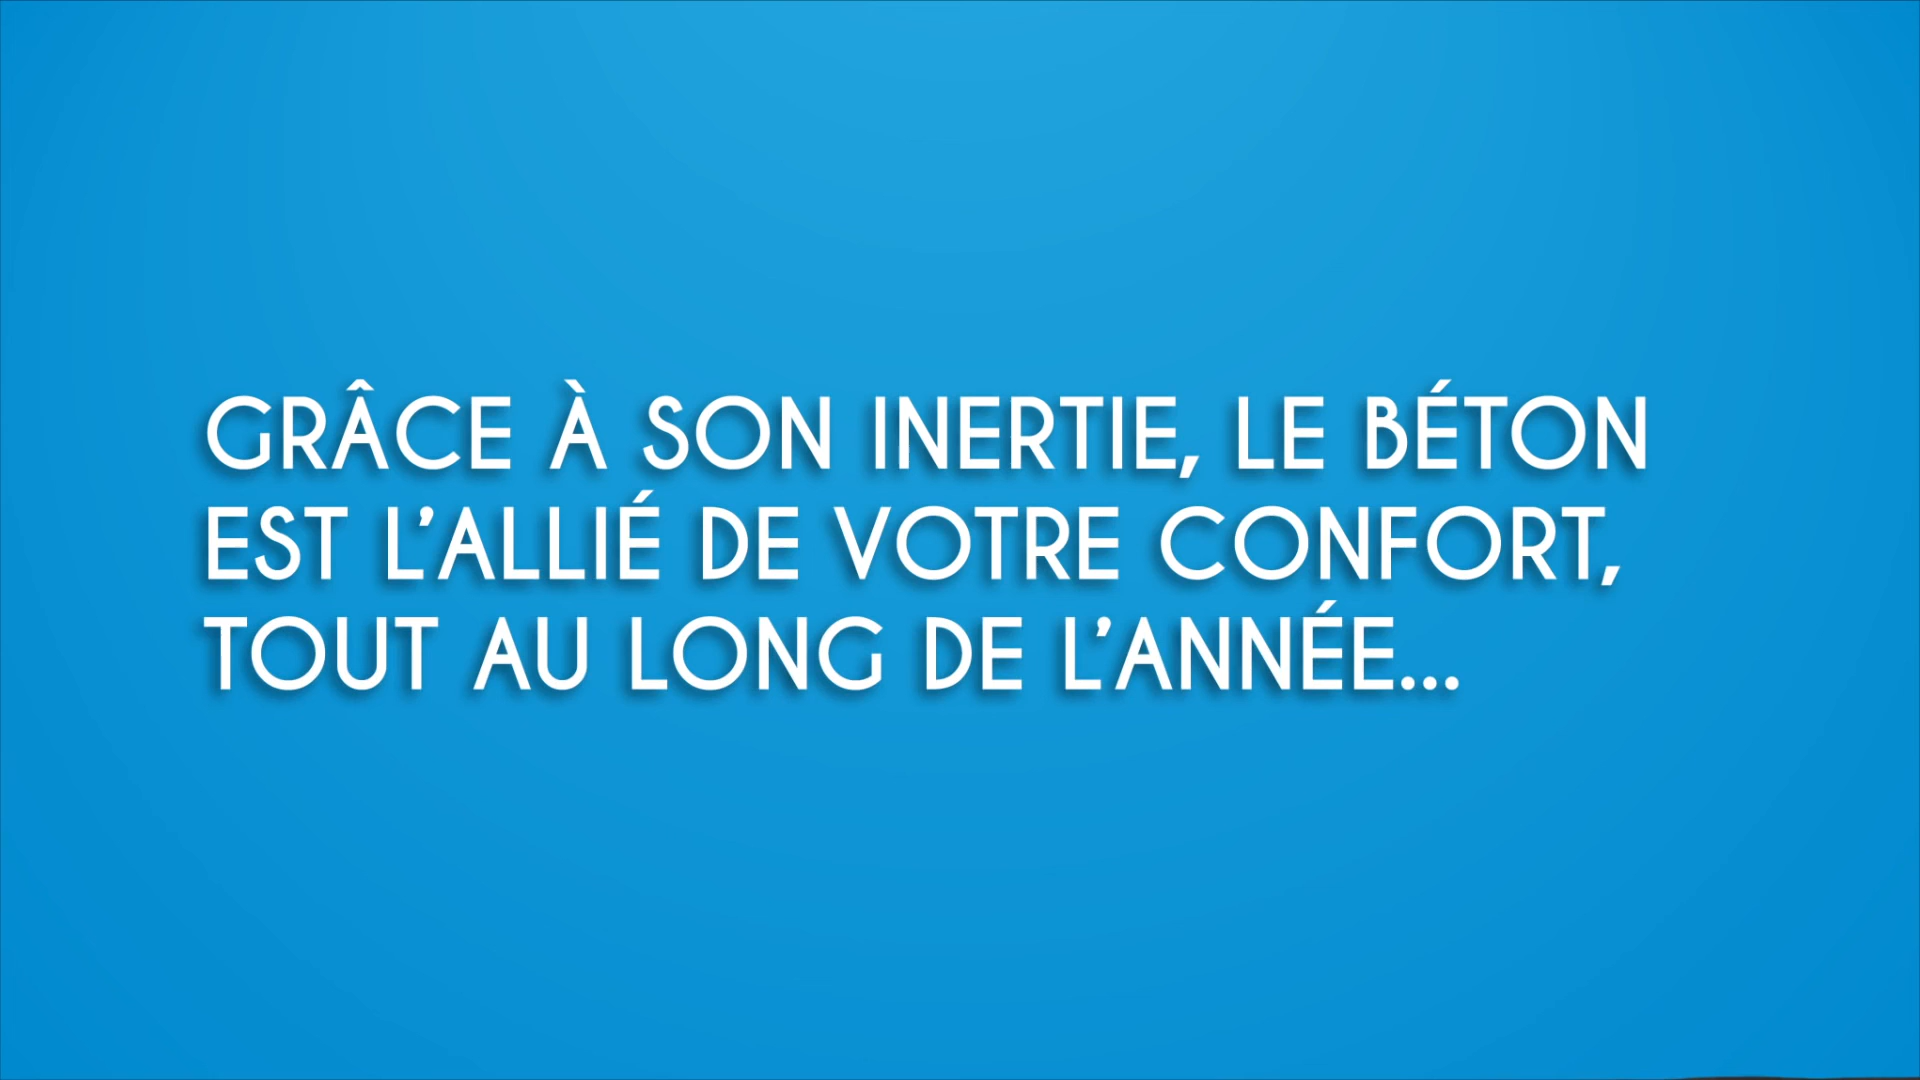 GRÂCE À SON INERTIE, LE BÉTON
EST L’ALLIÉ DE VOTRE CONFORT,
TOUT AU LONG DE L’ANNÉE...